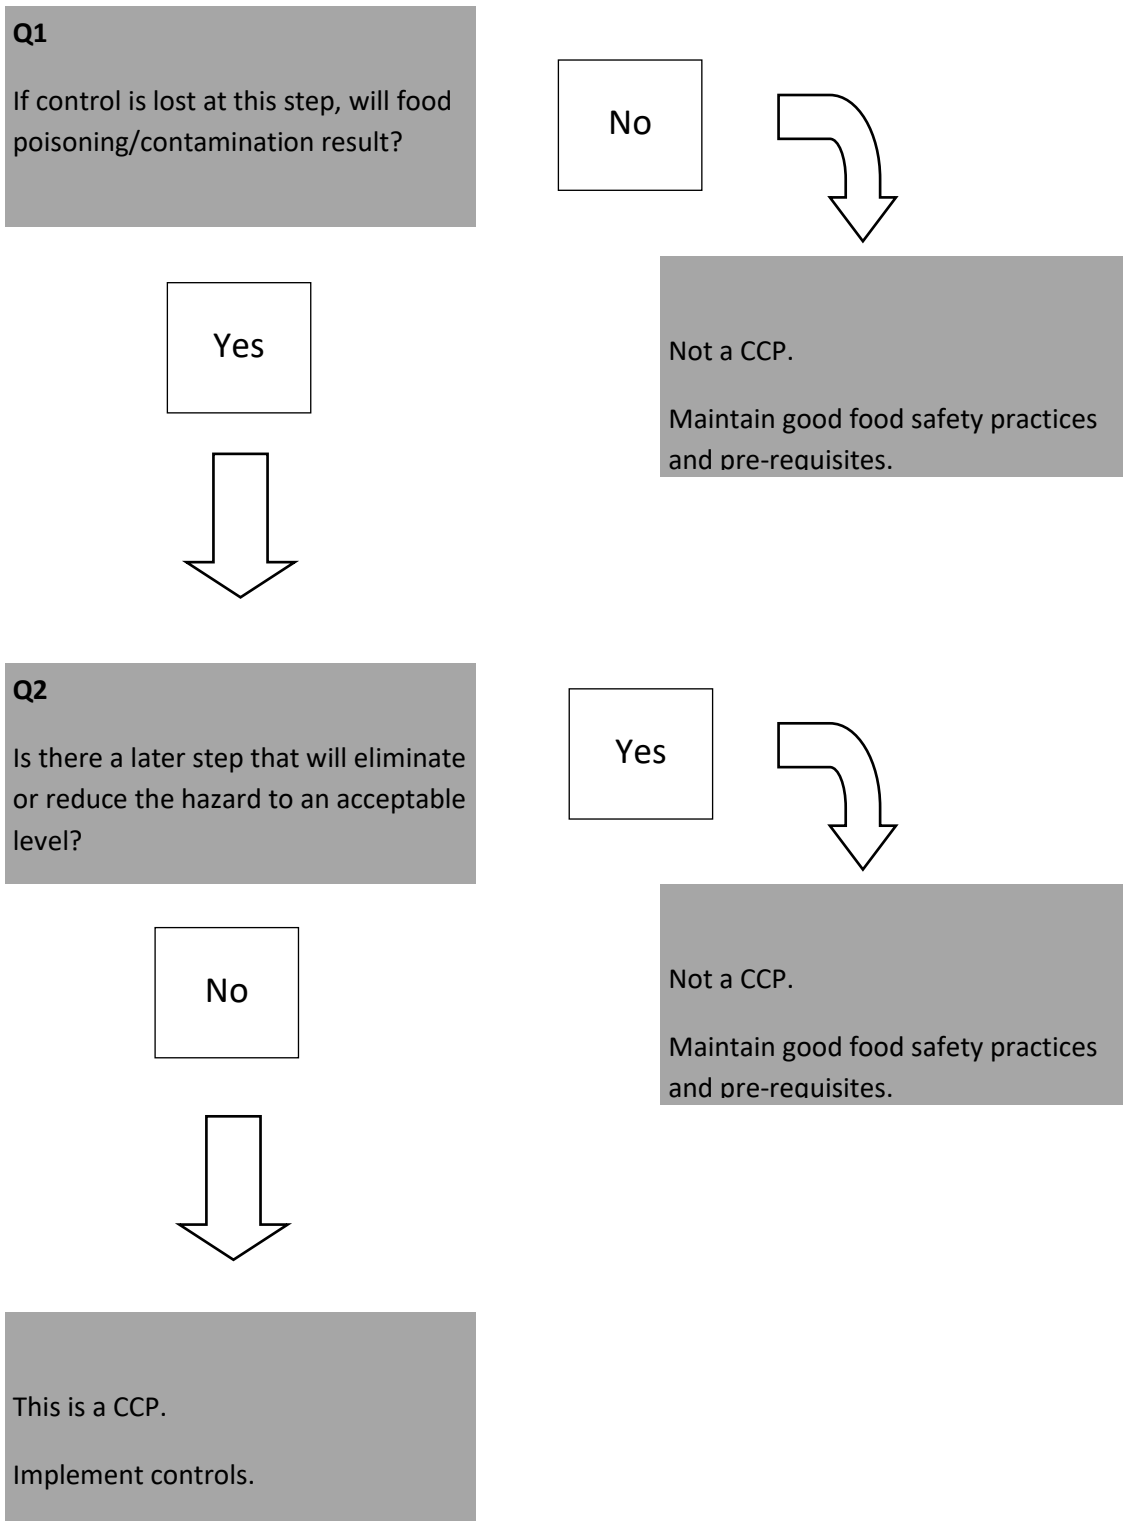 Q1
If control is lost at this step, will food
poisoning/contamination result?
No
Yes
Not a CCP.
Maintain good food safety practices
and pre-requisites.
Q2
Is there a later step that will eliminate
or reduce the hazard to an acceptable
level?
Yes
No
Not a CCP.
Maintain good food safety practices
and pre-requisites.
This is a CCP.
Implement controls.